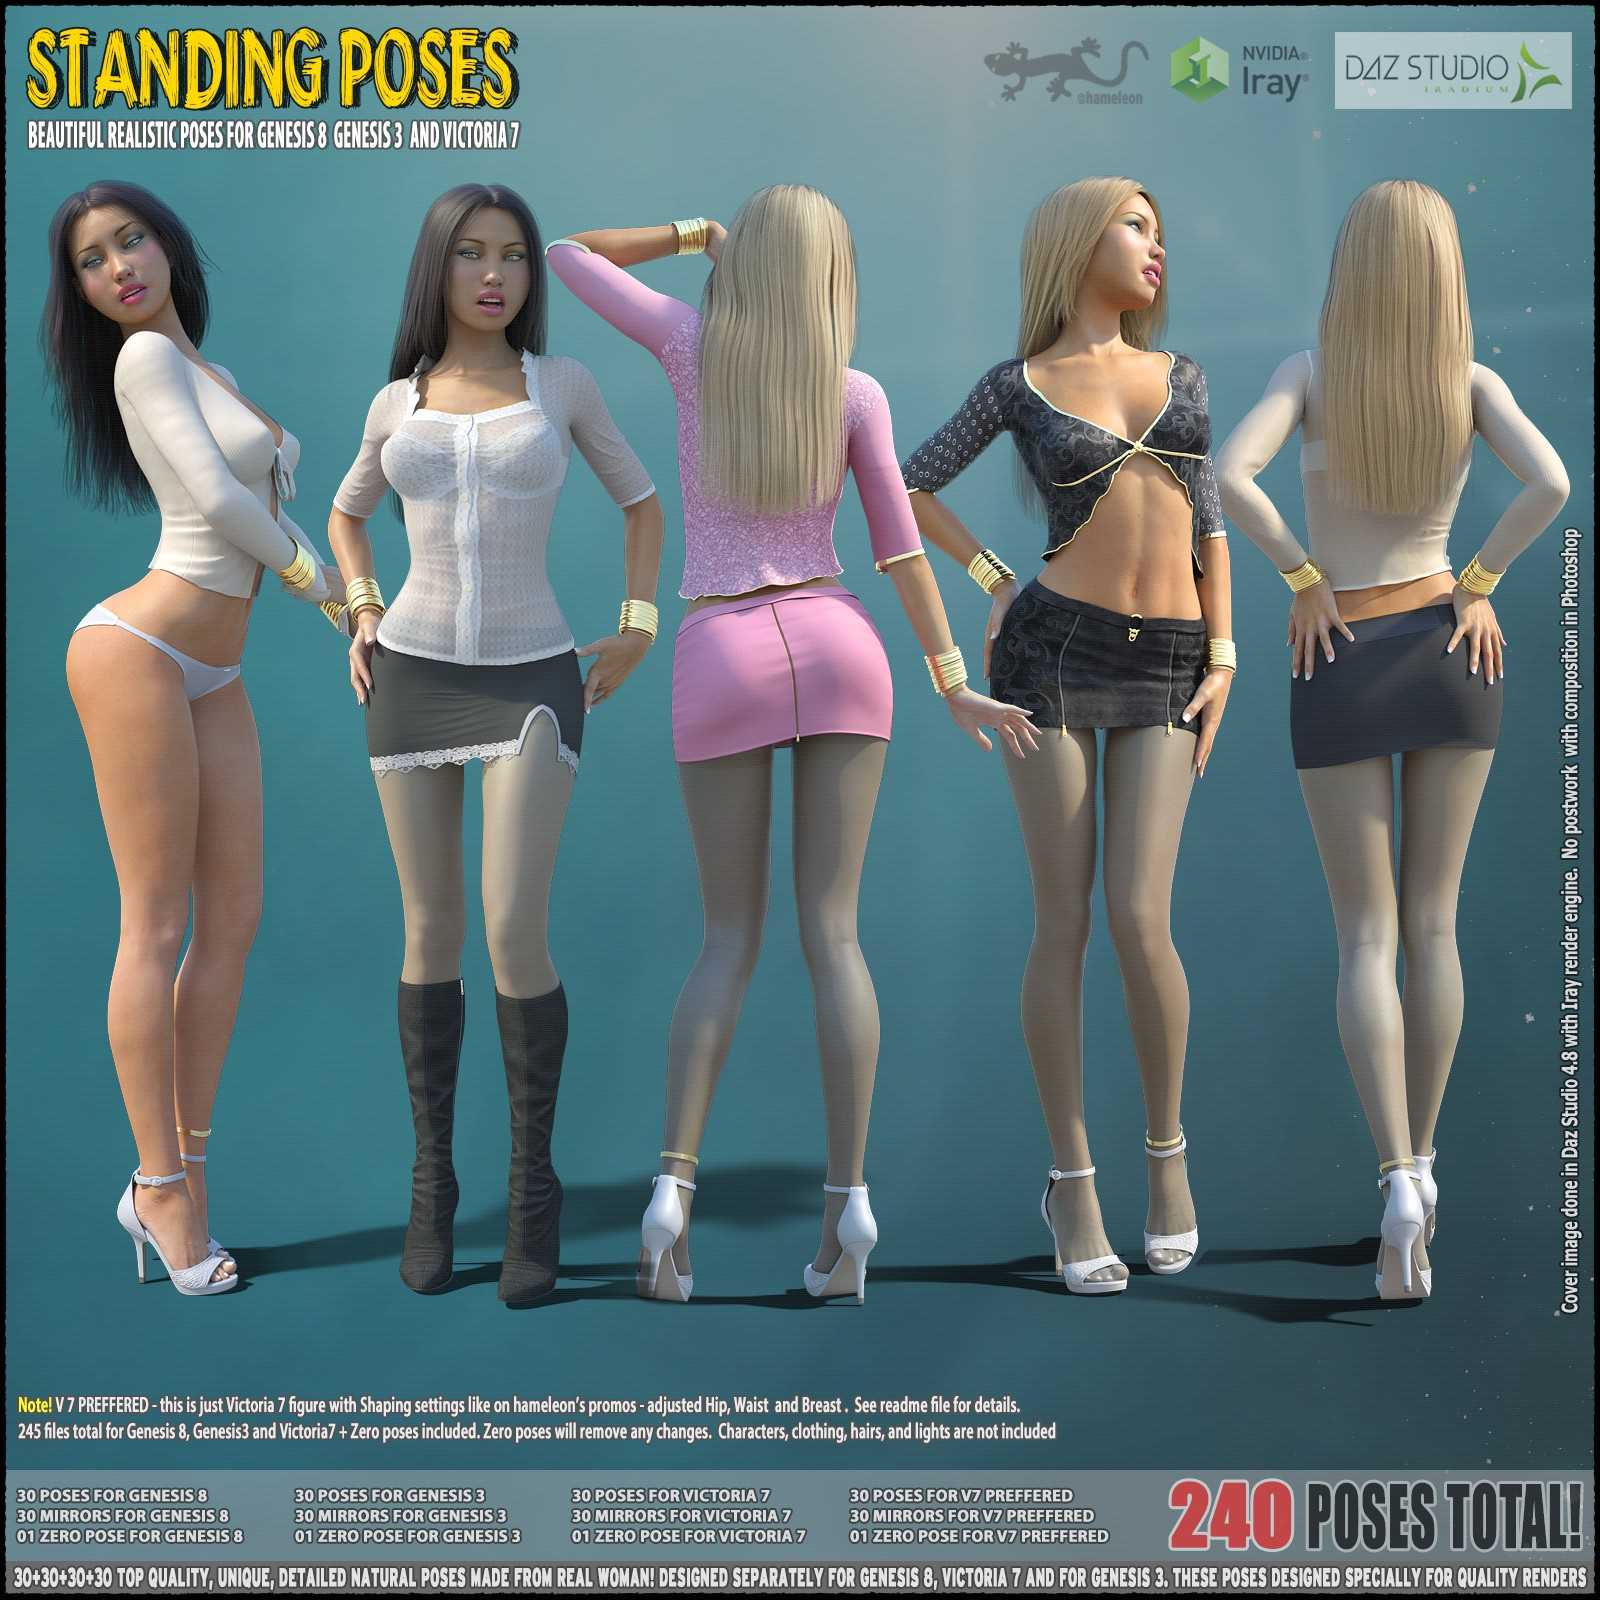 STANDING POSES
BEAUTIFUL REALISTIC POSES FOR GENESIS 8 GENESIS 3 AND VICTORIA 7
@hameleon
NVIDIA®
Iray®
DAZ STUDIO
IRADIUM
Cover image done in Daz Studio 4.8 with Iray render engine. No postwork with composition in Photoshop
Note! V 7 PREFFERED - this is just Victoria 7 figure with Shaping settings like on hameleon's promos - adjusted Hip, Waist and Breast . See readme file for details.
245 files total for Genesis 8, Genesis3 and Victoria7 + Zero poses included. Zero poses will remove any changes. Characters, clothing, hairs, and lights are not included
30 POSES FOR GENESIS 8
30 MIRRORS FOR GENESIS 8
01 ZERO POSE FOR GENESIS 8
30 POSES FOR GENESIS 3
30 MIRRORS FOR GENESIS 3
01 ZERO POSE FOR GENESIS 3
30 POSES FOR VICTORIA 7
30 MIRRORS FOR VICTORIA 7
01 ZERO POSE FOR VICTORIA 7
30 POSES FOR V7 PREFFERED
30 MIRRORS FOR V7 PREFFERED
01 ZERO POSE FOR V7 PREFFERED
240 POSES TOTAL!
30+30+30+30 TOP QUALITY, UNIQUE, DETAILED NATURAL POSES MADE FROM REAL WOMAN! DESIGNED SEPARATELY FOR GENESIS 8, VICTORIA 7 AND FOR GENESIS 3. THESE POSES DESIGNED SPECIALLY FOR QUALITY RENDERS